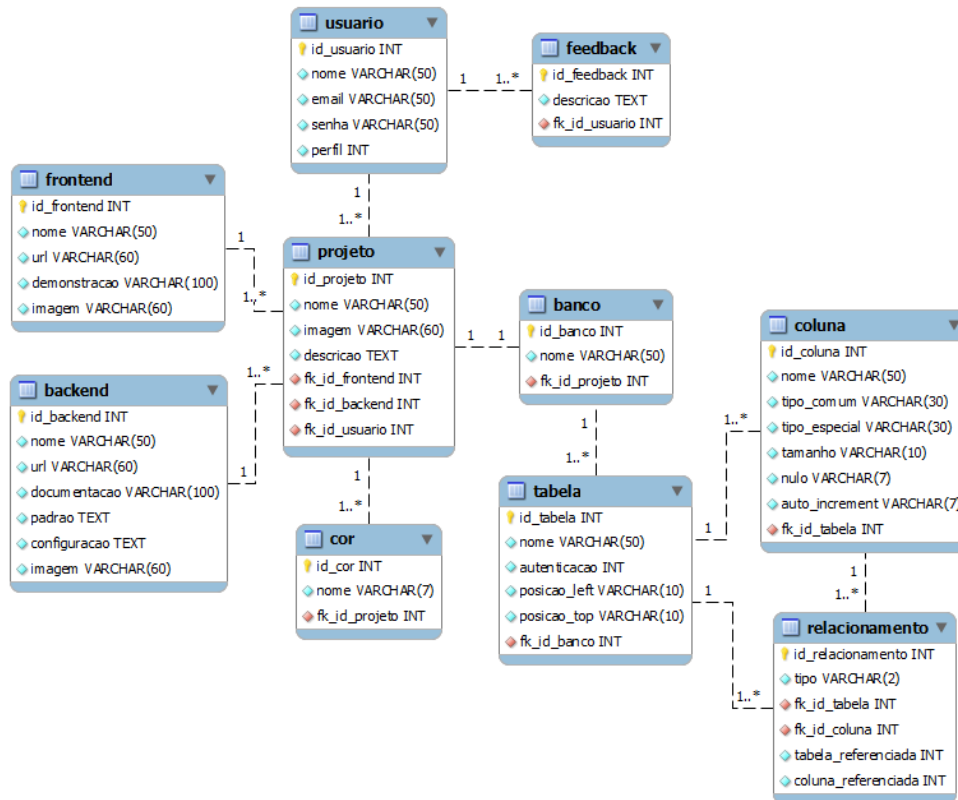 usuario
id_usuario INT
nome VARCHAR(50)
email VARCHAR(50)
senha VARCHAR(50)
perfil INT
feedback
id_feedback INT
descricao TEXT
fk_id_usuario INT
1
1..*
1
1..*
frontend
id_frontend INT
nome VARCHAR(50)
url VARCHAR(60)
demonstracao VARCHAR(100)
imagem VARCHAR(60)
1
1..*
projeto
id_projeto INT
nome VARCHAR(50)
imagem VARCHAR(60)
descricao TEXT
fk_id_frontend INT
fk_id_backend INT
fk_id_usuario INT
1
1
banco
id_banco INT
nome VARCHAR(50)
fk_id_projeto INT
1
1..*
backend
id_backend INT
nome VARCHAR(50)
url VARCHAR(60)
documentacao VARCHAR(100)
padrao TEXT
configuracao TEXT
imagem VARCHAR(60)
1..*
1
1
1..*
cor
id_cor INT
nome VARCHAR(7)
fk_id_projeto INT
tabela
id_tabela INT
nome VARCHAR(50)
autenticacao INT
posicao_left VARCHAR(10)
posicao_top VARCHAR(10)
fk_id_banco INT
1
1..*
1
1..*
coluna
id_coluna INT
nome VARCHAR(50)
tipo_comum VARCHAR(30)
tipo_especial VARCHAR(30)
tamanho VARCHAR(10)
nulo VARCHAR(7)
auto_increment VARCHAR(7)
fk_id_tabela INT
1
1..*
relacionamento
id_relacionamento INT
tipo VARCHAR(2)
fk_id_tabela INT
fk_id_coluna INT
tabela_referenciada INT
coluna_referenciada INT